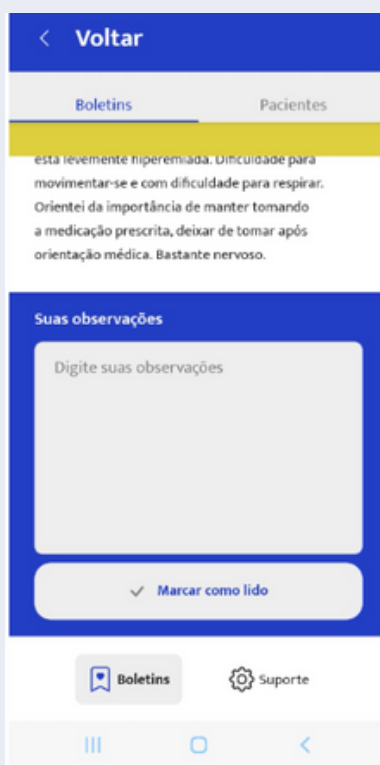 Voltar
Boletins Pacientes
está levemente hiperemiada. Dificuldade para
movimentar-se e com dificuldade para respirar.
Orientei da importância de manter tomando
a medicação prescrita, deixar de tomar após
orientação médica. Bastante nervoso.
Suas observações
Digite suas observações
Marcar como lido
Boletins Suporte